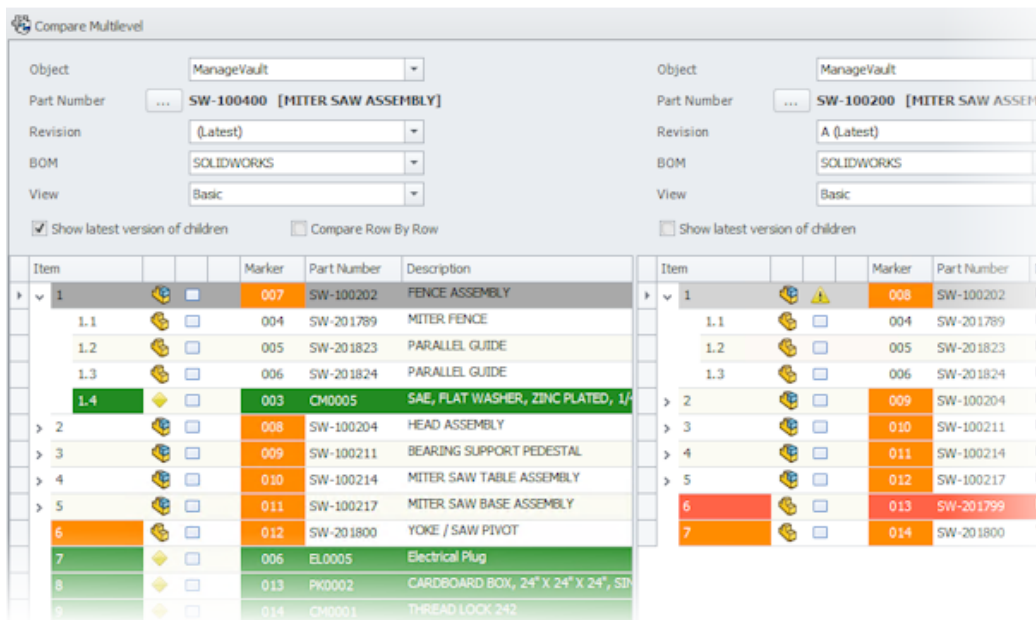 Compare Multilevel
Object ManageVault Object ManageVault
Part Number ... SW-100400 [MITER SAW ASSEMBLY] Part Number ... SW-100200 [MITER SAW ASSEM
Revision (Latest) Revision A (Latest)
BOM SOLIDWORKS BOM SOLIDWORKS
View Basic View Basic
Show latest version of children Compare Row By Row Show latest version of children
Item Marker Part Number Description Item Marker Part Number
1 007 SW-100202 FENCE ASSEMBLY 1 008 SW-100202
1.1 004 SW-201789 MITER FENCE 1.1 004 SW-201789
1.2 005 SW-201823 PARALLEL GUIDE 1.2 005 SW-201823
1.3 006 SW-201824 PARALLEL GUIDE 1.3 006 SW-201824
1.4 003 CM0005 SAE, FLAT WASHER, ZINC PLATED, 1/4 2 009 SW-100204
2 008 SW-100204 HEAD ASSEMBLY 3 010 SW-100211
3 009 SW-100211 BEARING SUPPORT PEDESTAL 4 011 SW-100214
4 010 SW-100214 MITER SAW TABLE ASSEMBLY 5 012 SW-100217
5 011 SW-100217 MITER SAW BASE ASSEMBLY 6 013 SW-201799
6 012 SW-201800 YOKE / SAW PIVOT 7 014 SW-201800
7 006 EL0005 Electrical Plug
8 013 PK0002 CARDBOARD BOX, 24" X 24" X 24", SIN
9 014 CM0001 THREAD LOCK 242